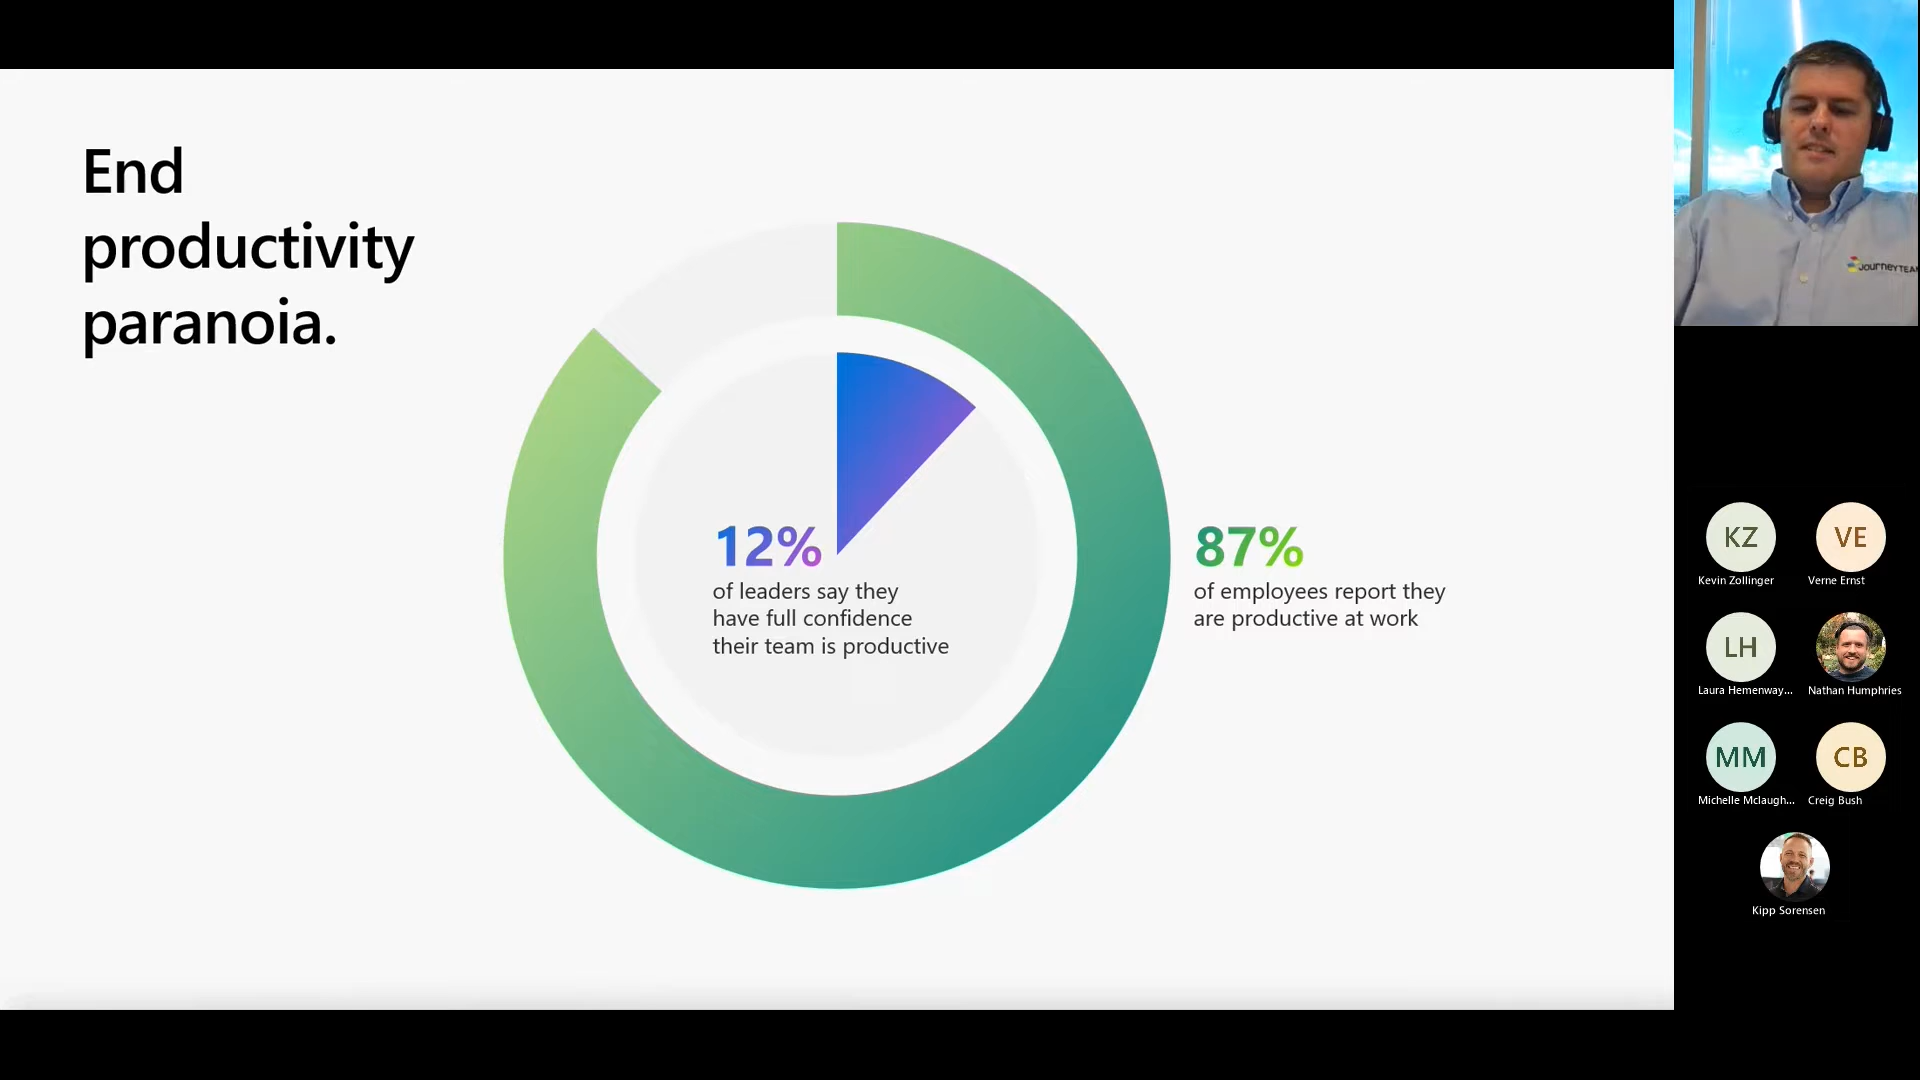 End
productivity
paranoia.
12%
of leaders say they
have full confidence
their team is productive
87%
of employees report they
are productive at work
JOURNEYTEA
KZ
VE
Kevin Zollinger
Verne Ernst
LH
Laura Hemenway...
Nathan Humphries
MM
CB
Michelle Mclaugh...
Creig Bush
Kipp Sorensen